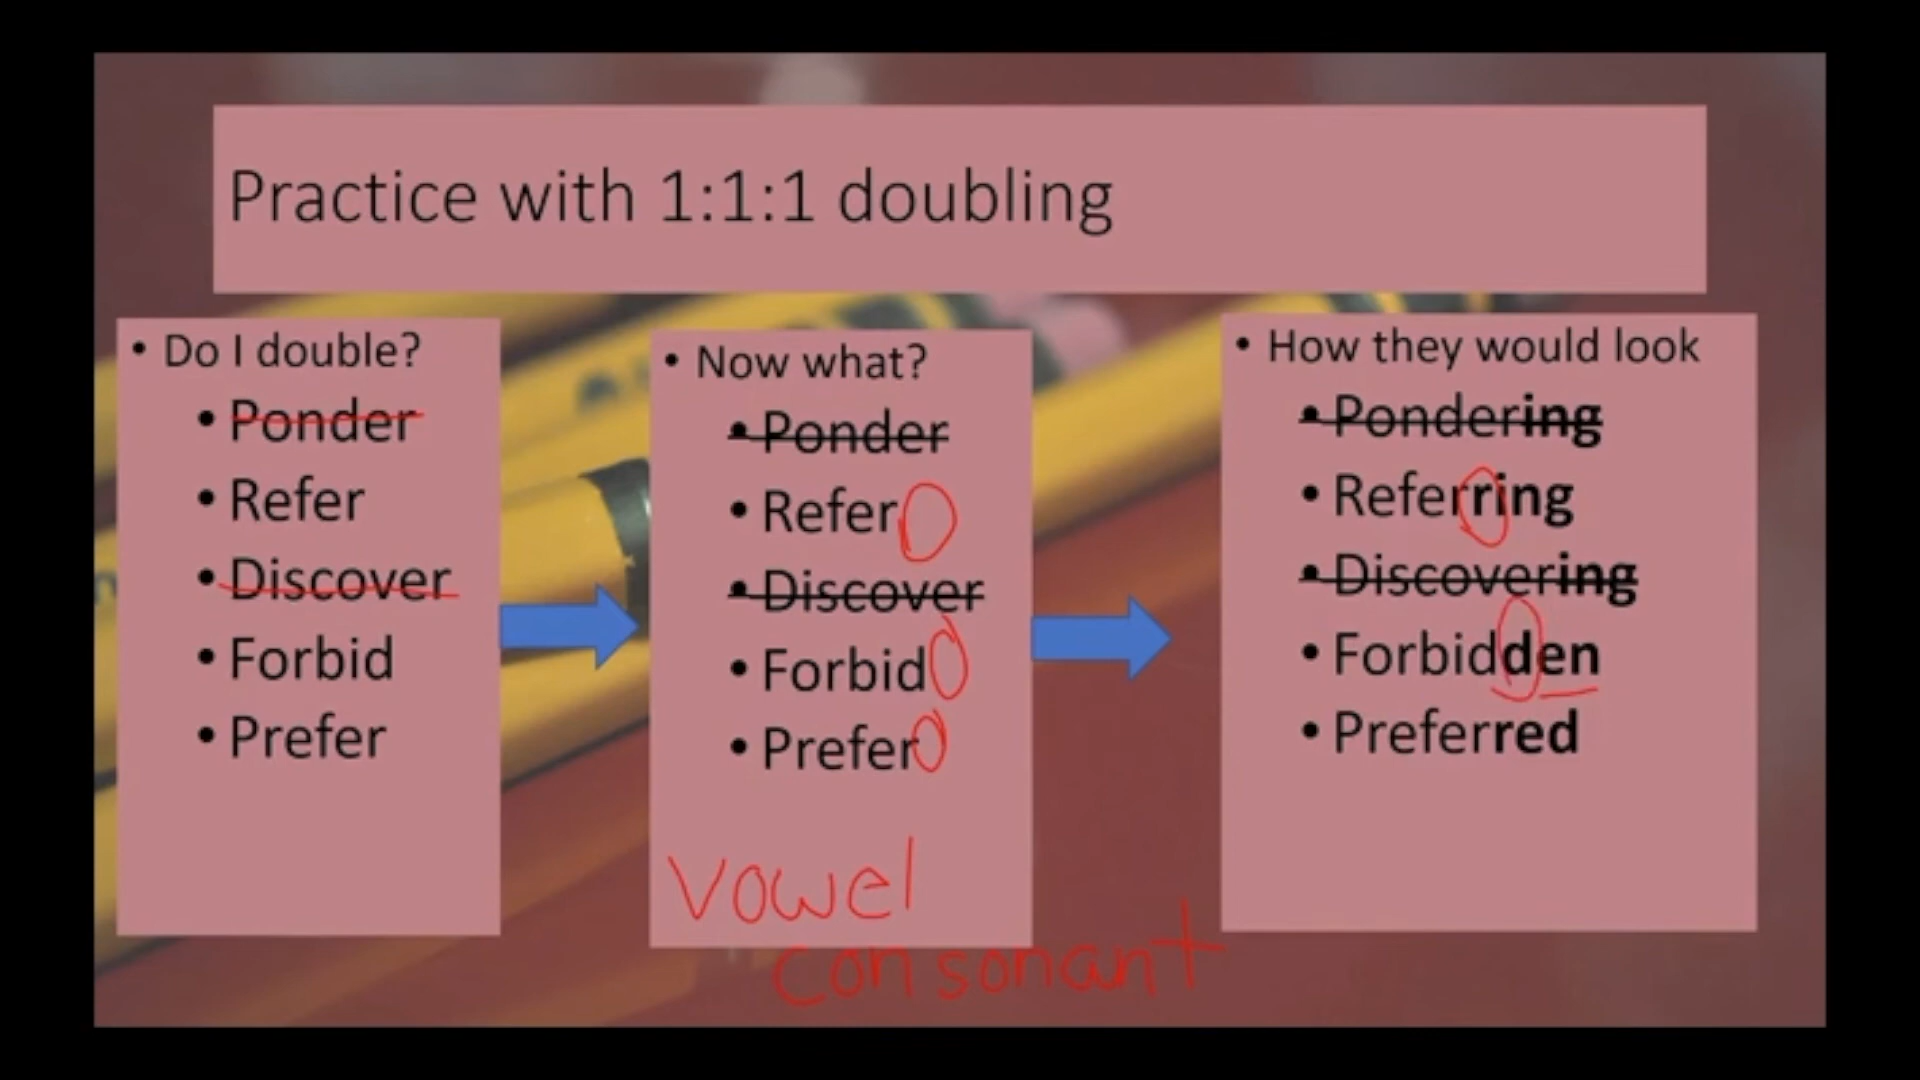 Practice with 1:1:1 doubling
• Do I double?
• Ponder
• Refer
• Discover
• Forbid
• Prefer
• Now what?
• Ponder
• Refer
• Discover
• Forbid
• Prefer
vowel
consonant
• How they would look
• Pondering
• Referring
• Discovering
• Forbidden
• Preferred